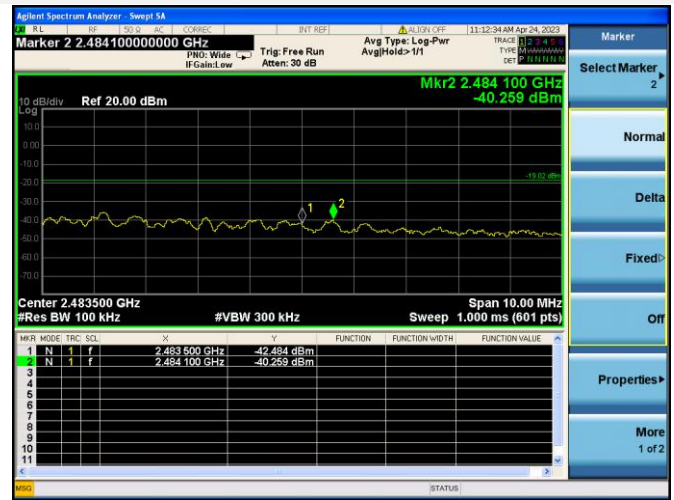 Agilent Spectrum Analyzer - Swept SA
RL RF 50 Ω AC CORREC INT REF ALIGN OFF 11:12:34 AM Apr 24, 2023
Marker 2 2.484100000000 GHz
PNO: Wide
IFGain:Low
Trig: Free Run
Atten: 30 dB
Avg Type: Log-Pwr
Avg|Hold>1/1
TRACE 1 2 3 4 5 6
TYPE M
DET P N N N N N
Mkr2 2.484 100 GHz
-40.259 dBm
10 dB/div Ref 20.00 dBm
Log
10.0
0.00
-10.0
-20.0
-30.0
-40.0
-50.0
-60.0
-70.0
-19.02 dBm
1
2
Center 2.483500 GHz Span 10.00 MHz
#Res BW 100 kHz #VBW 300 kHz Sweep 1.000 ms (601 pts)
MKR MODE TRC SCL X Y FUNCTION FUNCTION WIDTH FUNCTION VALUE
1 N 1 f 2.483 500 GHz -42.484 dBm
2 N 1 f 2.484 100 GHz -40.259 dBm
3
4
5
6
7
8
9
10
11
MSG STATUS
Marker
Select Marker
2
Normal
Delta
Fixed
Off
Properties
More
1 of 2